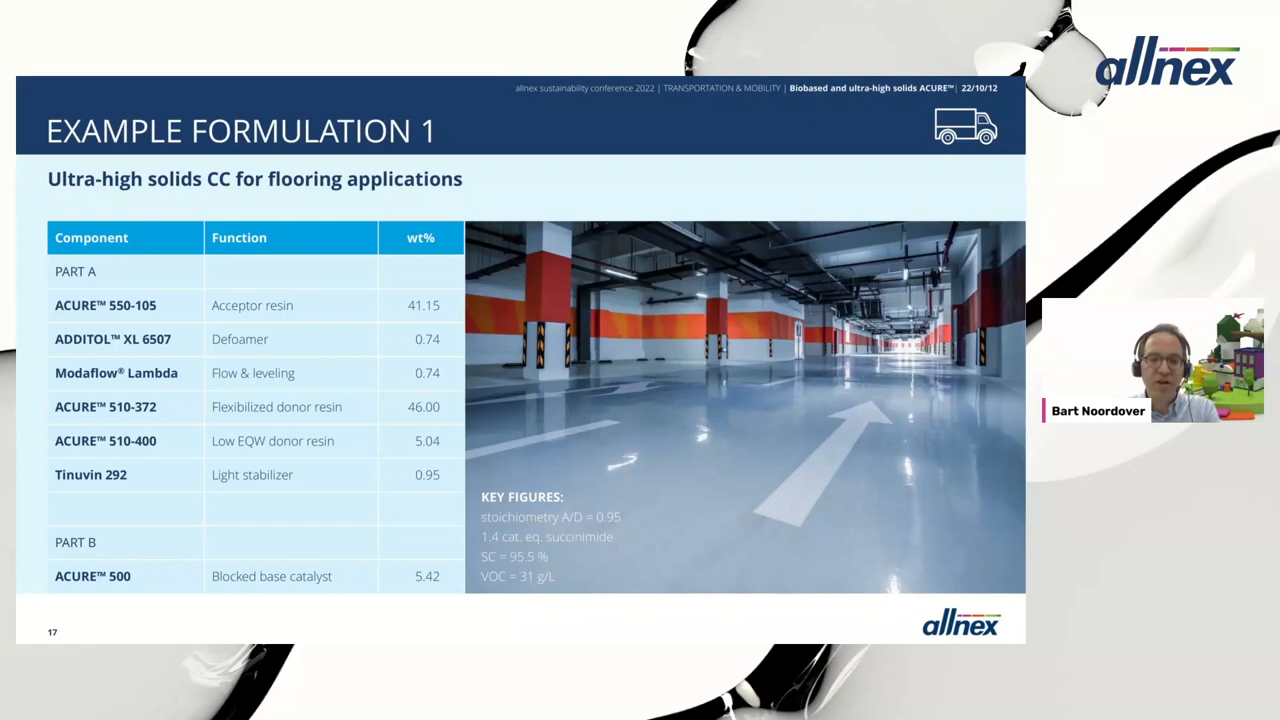 allnex
allnex sustainability conference 2022 | TRANSPORTATION & MOBILITY | Biobased and ultra-high solids ACURE™| 22/10/12
EXAMPLE FORMULATION 1
Ultra-high solids CC for flooring applications
Component Function wt%
PART A
ACURE™ 550-105 Acceptor resin 41.15
ADDITOL™ XL 6507 Defoamer 0.74
Modaflow® Lambda Flow & leveling 0.74
ACURE™ 510-372 Flexibilized donor resin 46.00
ACURE™ 510-400 Low EQW donor resin 5.04
Tinuvin 292 Light stabilizer 0.95
PART B
ACURE™ 500 Blocked base catalyst 5.42
KEY FIGURES:
stoichiometry A/D = 0.95
1.4 cat. eq. succinimide
SC = 95.5 %
VOC = 31 g/L
Bart Noordover
17
allnex